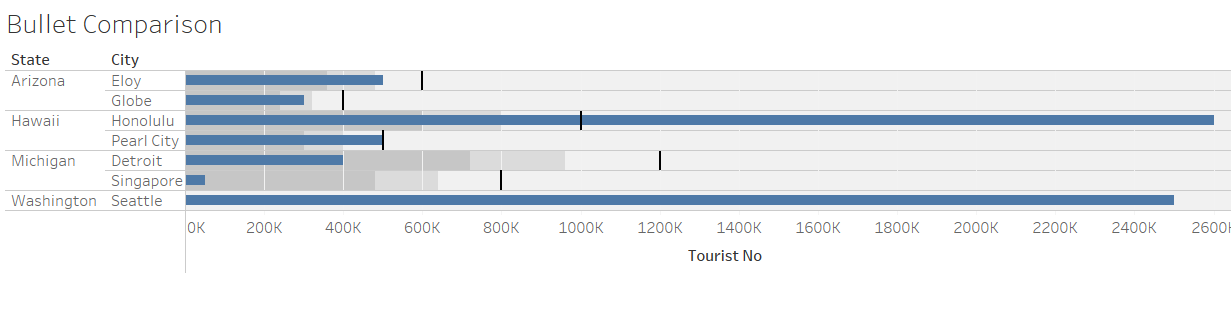 Bullet Comparison
State City
Arizona Eloy
Globe
Hawaii Honolulu
Pearl City
Michigan Detroit
Singapore
Washington Seattle
0K 200K 400K 600K 800K 1000K 1200K 1400K 1600K 1800K 2000K 2200K 2400K 2600K
Tourist No